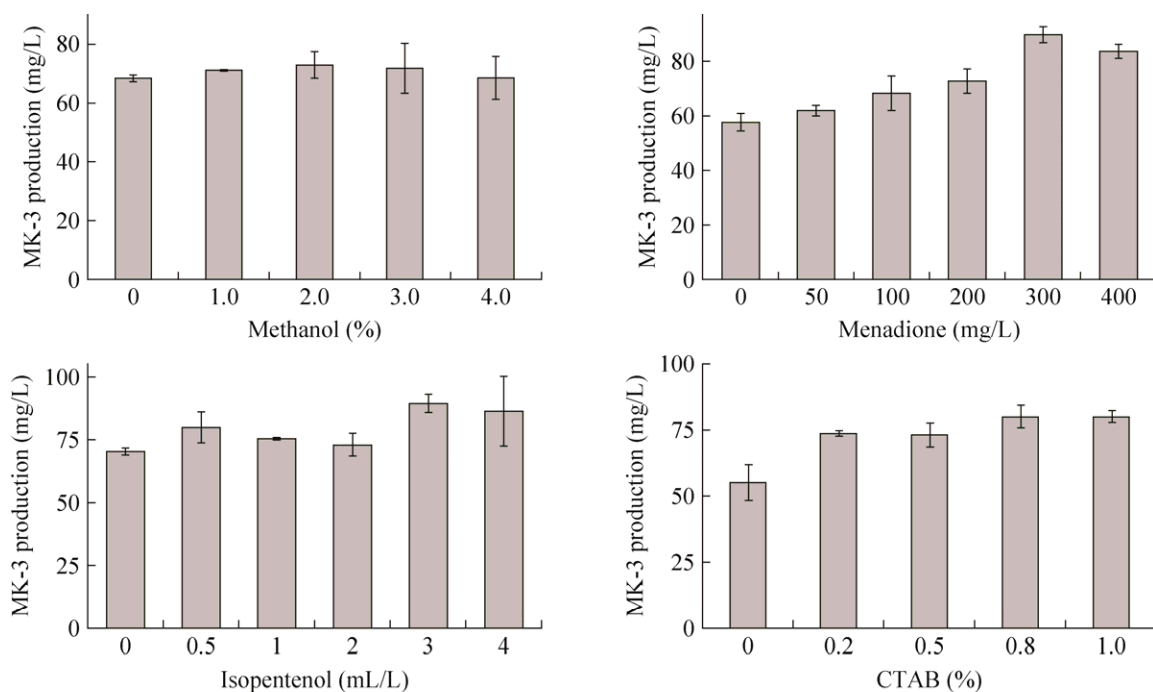 MK-3 production (mg/L)
80
60
40
20
0
0 1.0 2.0 3.0 4.0
Methanol (%)
MK-3 production (mg/L)
80
60
40
20
0
0 50 100 200 300 400
Menadione (mg/L)
MK-3 production (mg/L)
100
75
50
25
0
0 0.5 1 2 3 4
Isopentenol (mL/L)
MK-3 production (mg/L)
100
75
50
25
0
0 0.2 0.5 0.8 1.0
CTAB (%)